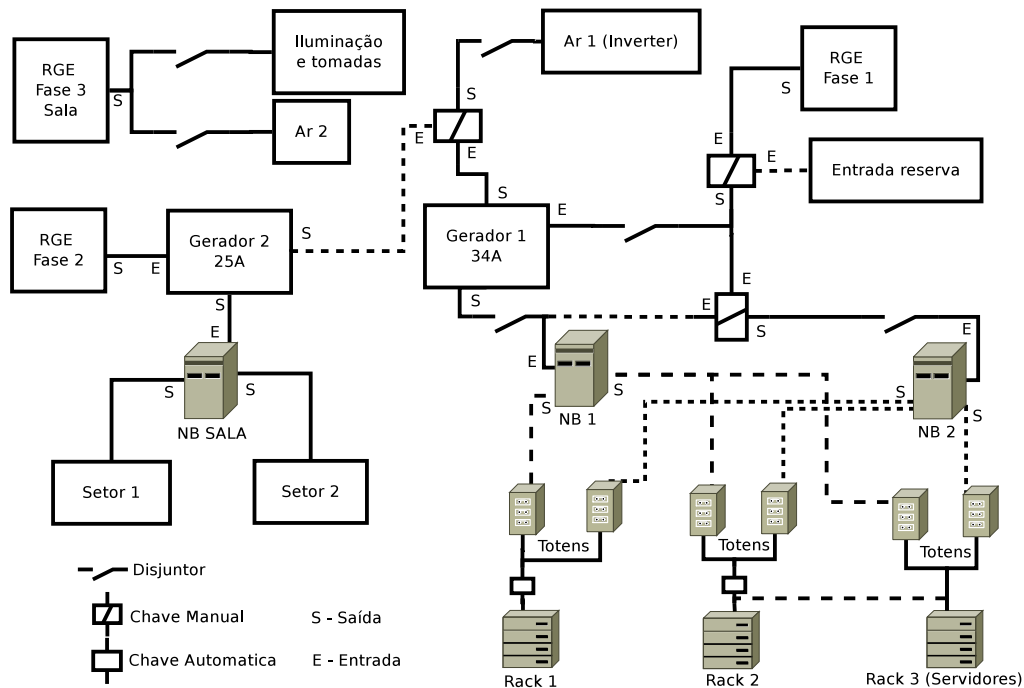 RGE
Fase 3
Sala
S
Iluminação
e tomadas
Ar 2
Ar 1 (Inverter)
S
E
E
S
RGE
Fase 1
S
E
E
S
Entrada reserva
RGE
Fase 2
S
E
Gerador 2
25A
S
S
E
Gerador 1
34A
E
S
E
E
S
E
E
NB SALA
S
S
Setor 1
Setor 2
NB 1
S
S
NB 2
S
S
Totens
Totens
Totens
Disjuntor
Chave Manual
S - Saída
Chave Automatica
E - Entrada
Rack 1
Rack 2
Rack 3 (Servidores)